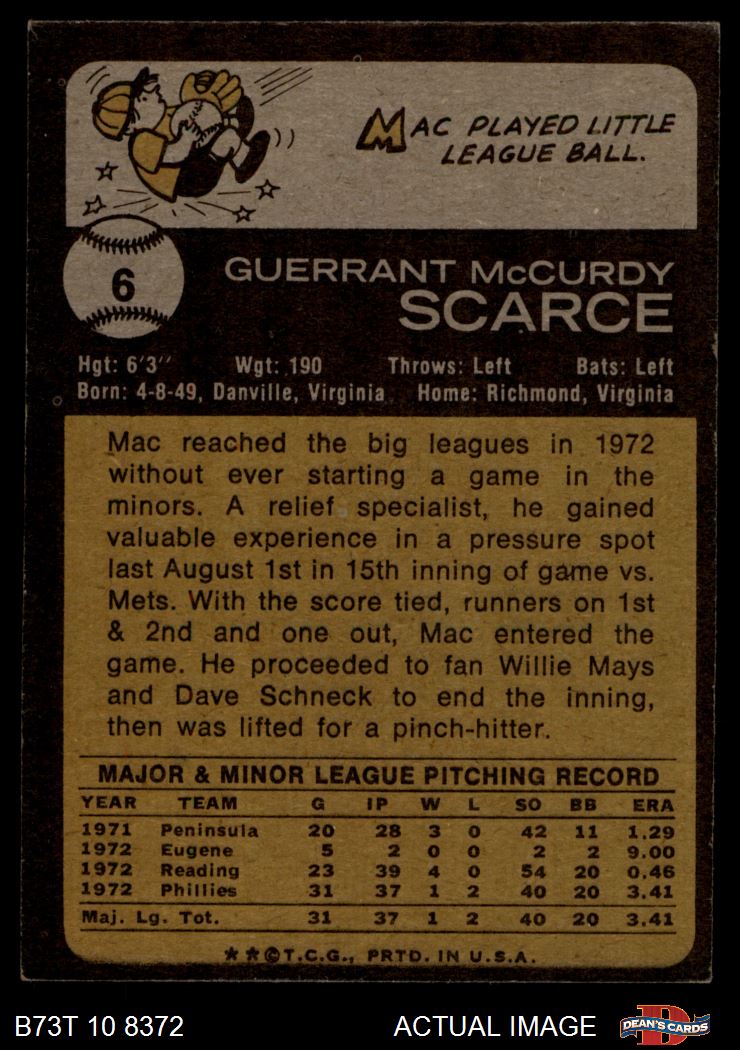 MAC PLAYED LITTLE
LEAGUE BALL.
6
GUERRANT McCURDY
SCARCE
Hgt: 6'3" Wgt: 190 Throws: Left Bats: Left
Born: 4-8-49, Danville, Virginia Home: Richmond, Virginia
Mac reached the big leagues in 1972
without ever starting a game in the
minors. A relief specialist, he gained
valuable experience in a pressure spot
last August 1st in 15th inning of game vs.
Mets. With the score tied, runners on 1st
& 2nd and one out, Mac entered the
game. He proceeded to fan Willie Mays
and Dave Schneck to end the inning,
then was lifted for a pinch-hitter.
MAJOR & MINOR LEAGUE PITCHING RECORD
YEAR TEAM G IP W L SO BB ERA
1971 Peninsula 20 28 3 0 42 11 1.29
1972 Eugene 5 2 0 0 2 2 9.00
1972 Reading 23 39 4 0 54 20 0.46
1972 Phillies 31 37 1 2 40 20 3.41
Maj. Lg. Tot. 31 37 1 2 40 20 3.41
★★©T.C.G., PRTD. IN U.S.A.
B73T 10 8372 ACTUAL IMAGE D DEAN'S CARDS